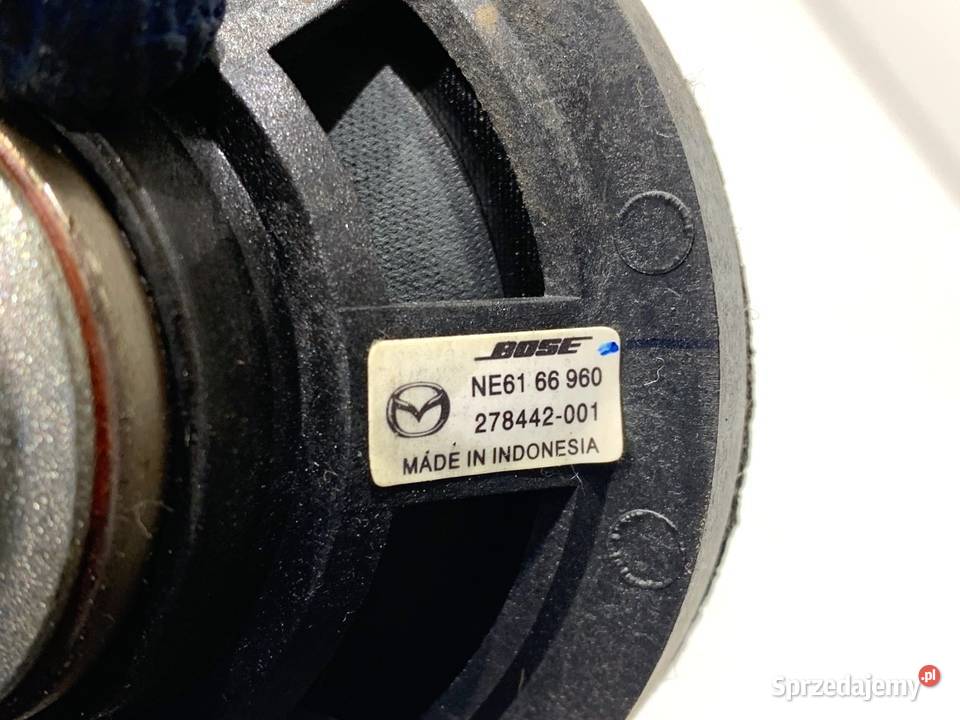 BOSE
NE61 66 960
278442-001
MADE IN INDONESIA
Sprzedajemy .pl